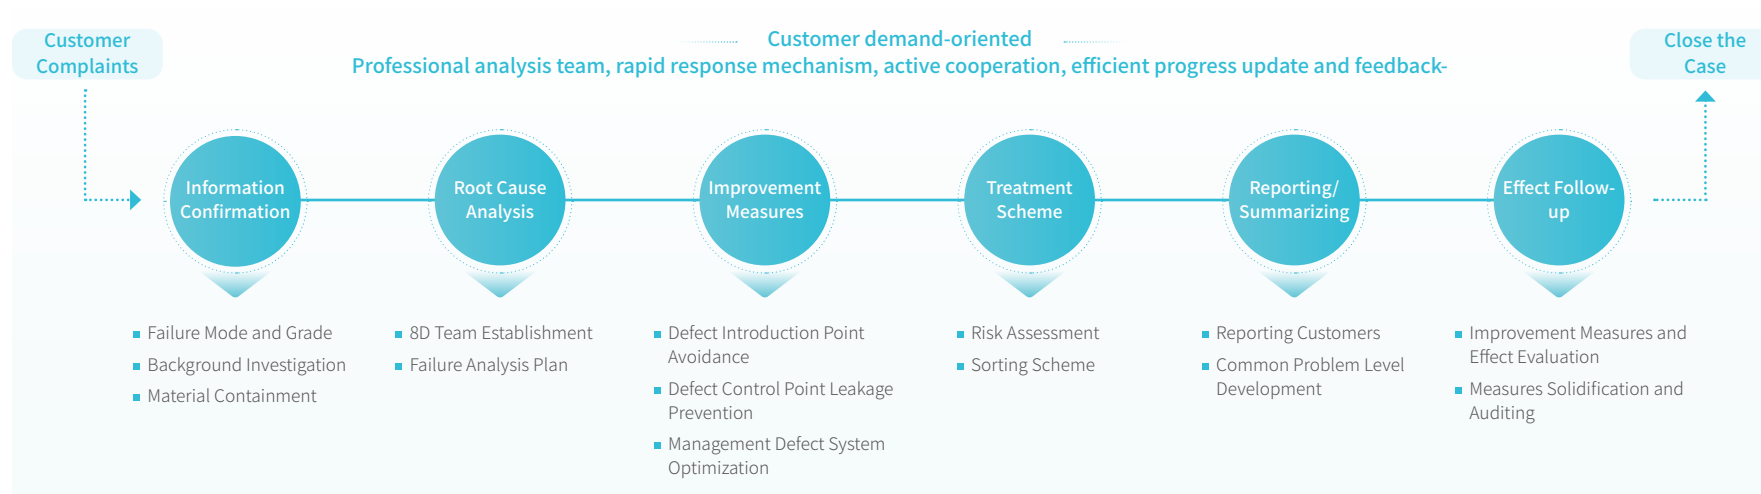 Customer
Complaints
Customer demand-oriented
Professional analysis team, rapid response mechanism, active cooperation, efficient progress update and feedback-
Close the
Case
Information
Confirmation
Root Cause
Analysis
Improvement
Measures
Treatment
Scheme
Reporting/
Summarizing
Effect Follow-
up
Failure Mode and Grade
Background Investigation
Material Containment
8D Team Establishment
Failure Analysis Plan
Defect Introduction Point
Avoidance
Defect Control Point Leakage
Prevention
Management Defect System
Optimization
Risk Assessment
Sorting Scheme
Reporting Customers
Common Problem Level
Development
Improvement Measures and
Effect Evaluation
Measures Solidification and
Auditing